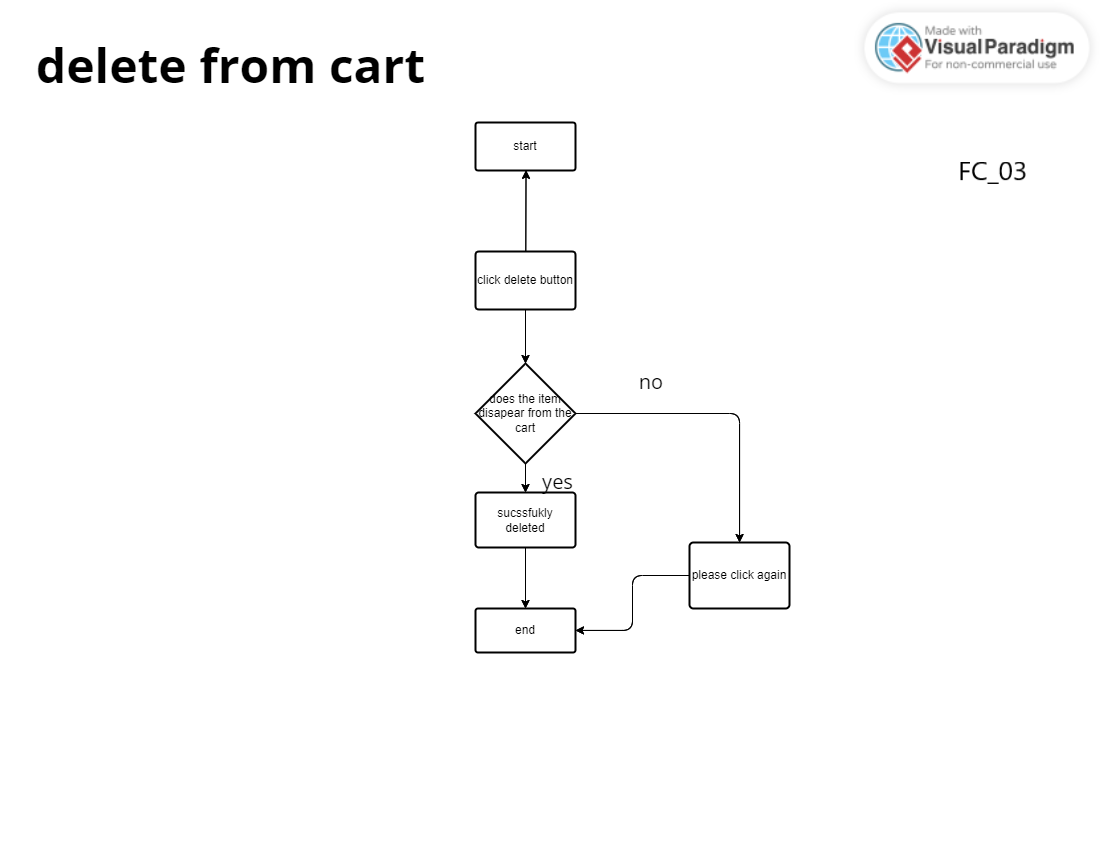 delete from cart
Made with
Visual Paradigm
For non-commercial use
start
FC_03
click delete button
no
does the item
disapear from the
cart
yes
sucssfukly
deleted
please click again
end